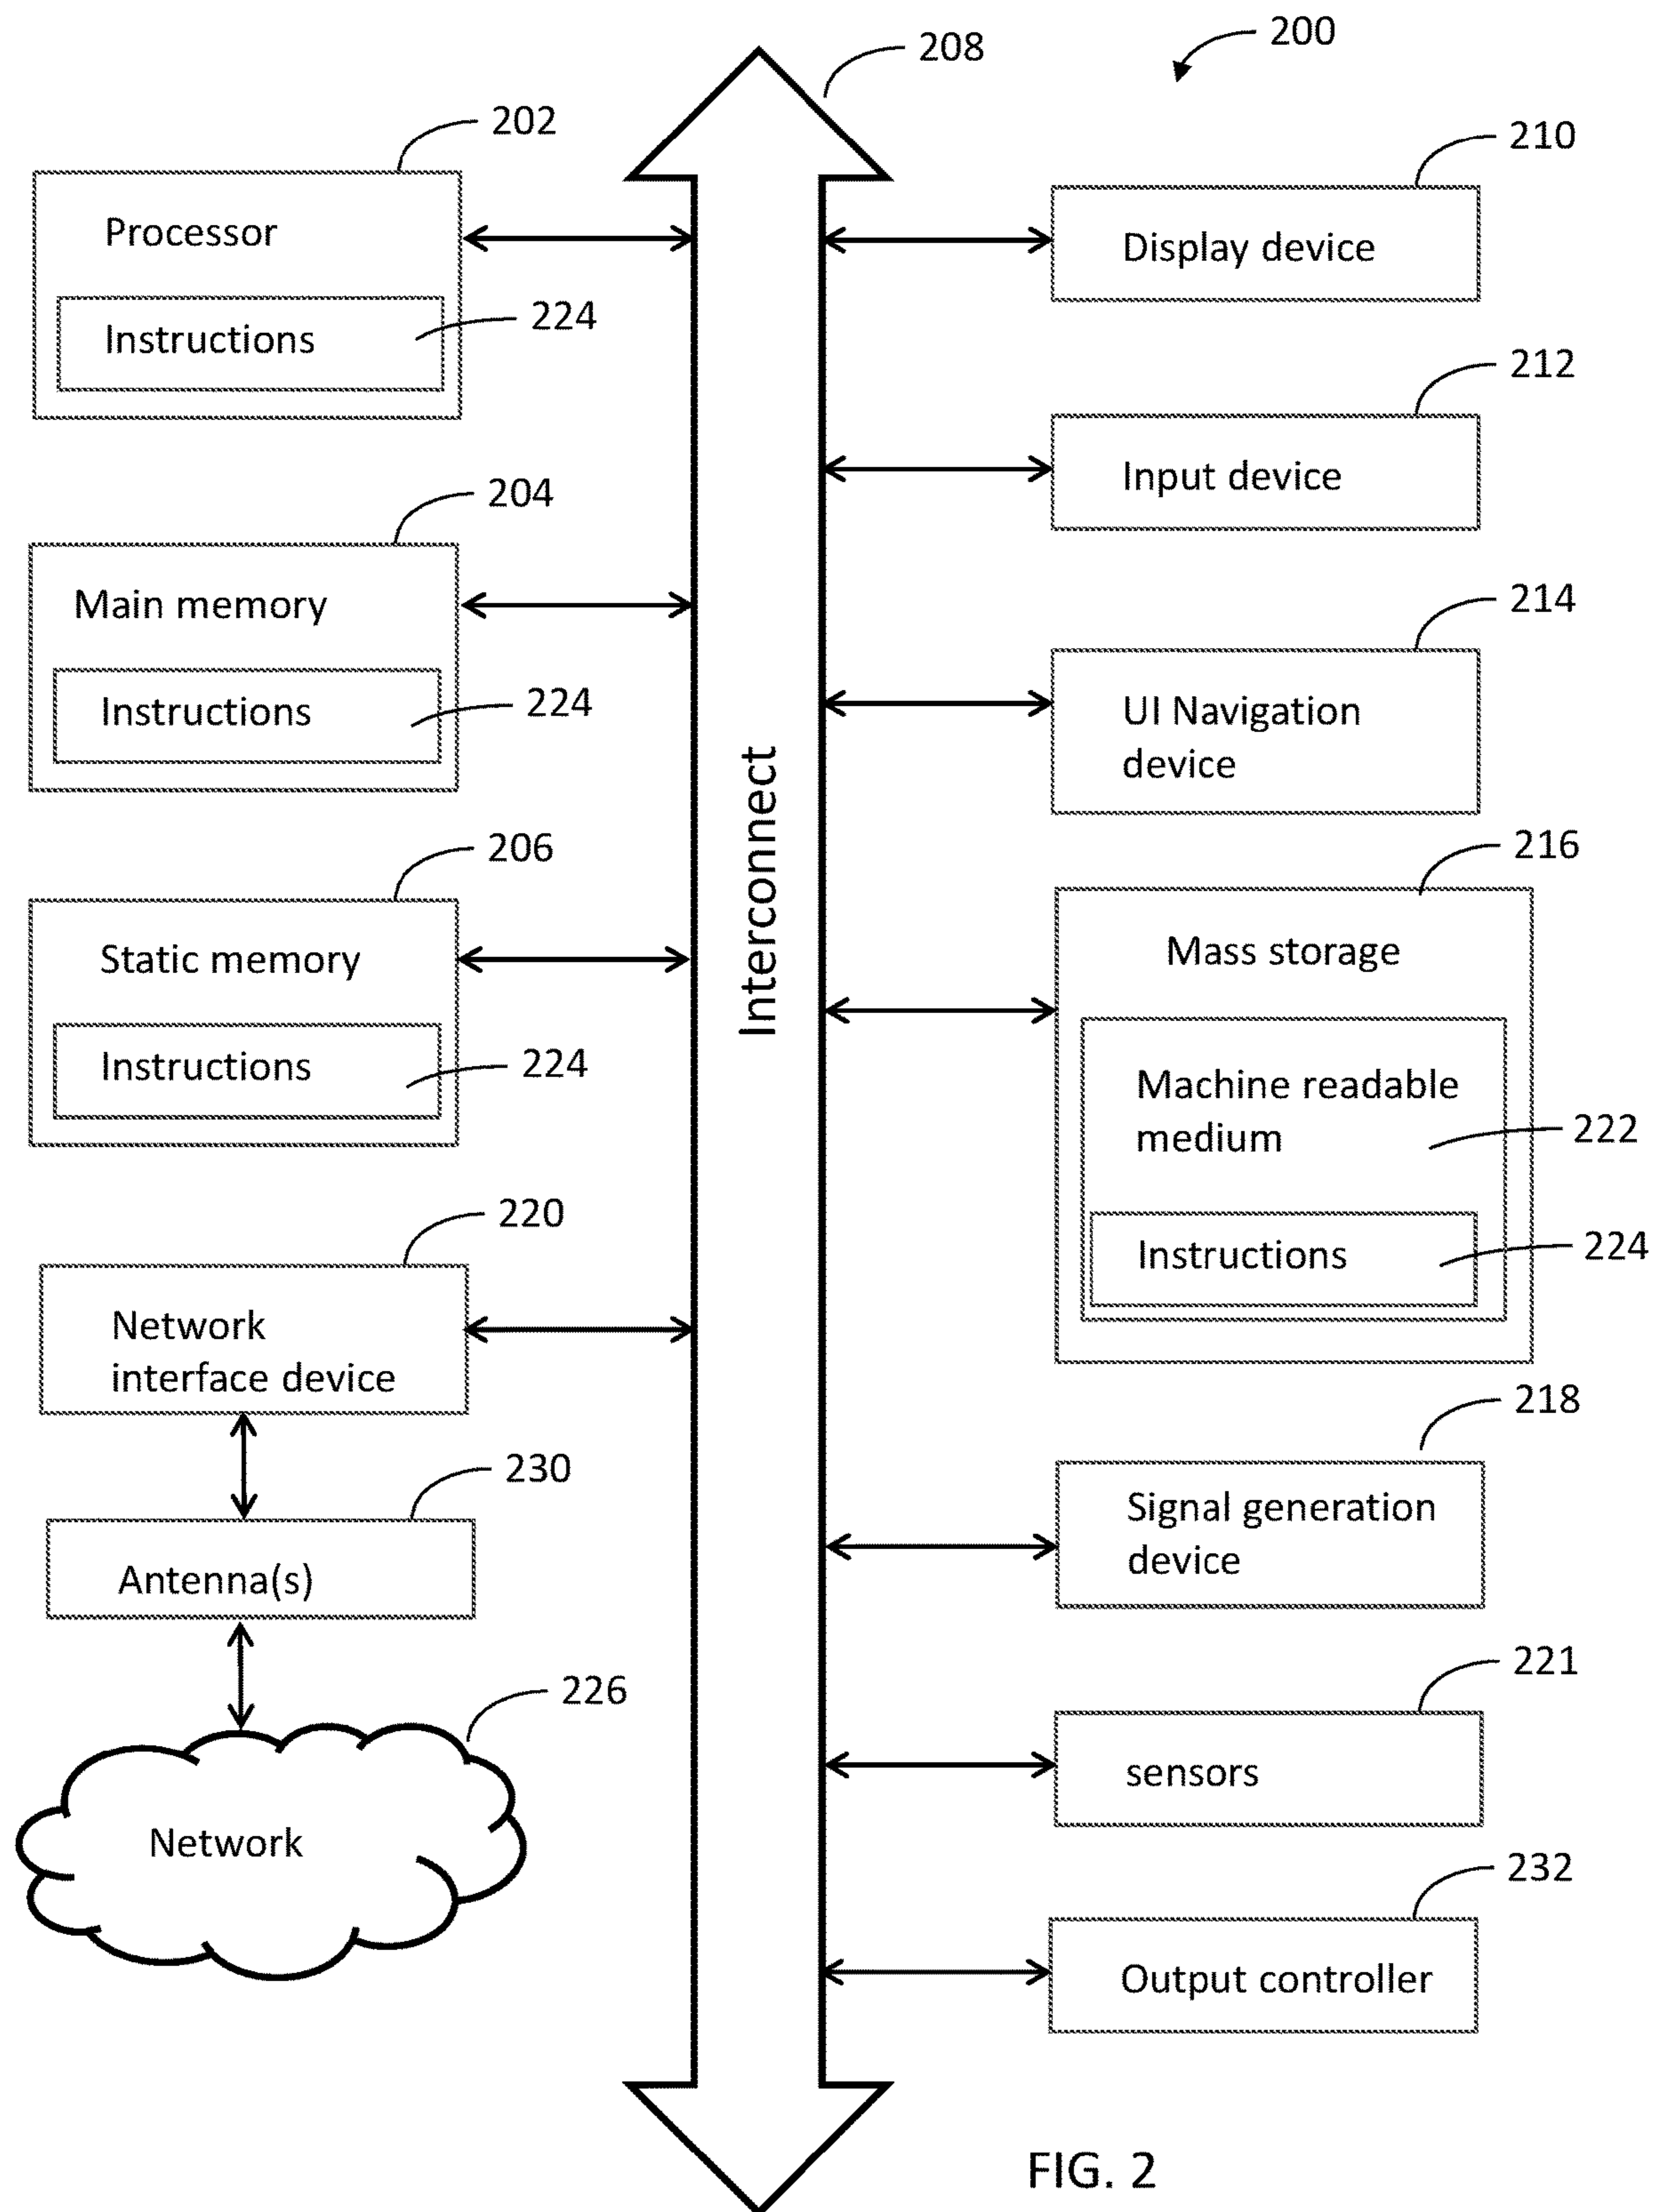 200
208
202
Processor
Instructions
224
204
Main memory
Instructions
224
206
Static memory
Instructions
224
220
Network
interface device
230
Antenna(s)
226
Network
Interconnect
210
Display device
212
Input device
214
UI Navigation
device
216
Mass storage
Machine readable
medium
222
Instructions
224
218
Signal generation
device
221
sensors
232
Output controller
FIG. 2